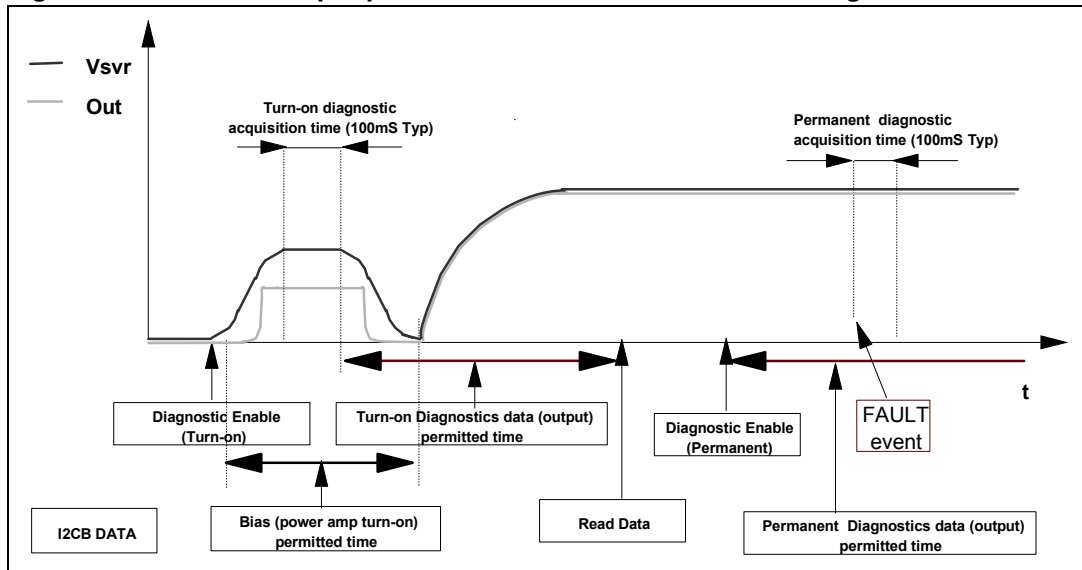 Vsvr
Out
Turn-on diagnostic
acquisition time (100mS Typ)
Permanent diagnostic
acquisition time (100mS Typ)
t
Diagnostic Enable
(Turn-on)
Turn-on Diagnostics data (output)
permitted time
Diagnostic Enable
(Permanent)
FAULT
event
I2CB DATA
Bias (power amp turn-on)
permitted time
Read Data
Permanent Diagnostics data (output)
permitted time